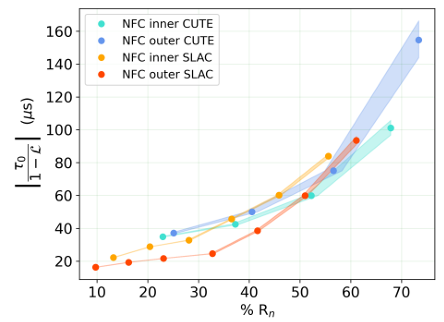 NFC inner CUTE
NFC outer CUTE
NFC inner SLAC
NFC outer SLAC
160
140
120
100
80
60
40
20
|τ₀ / 1 − ℒ| (μs)
10 20 30 40 50 60 70
% Rₙ